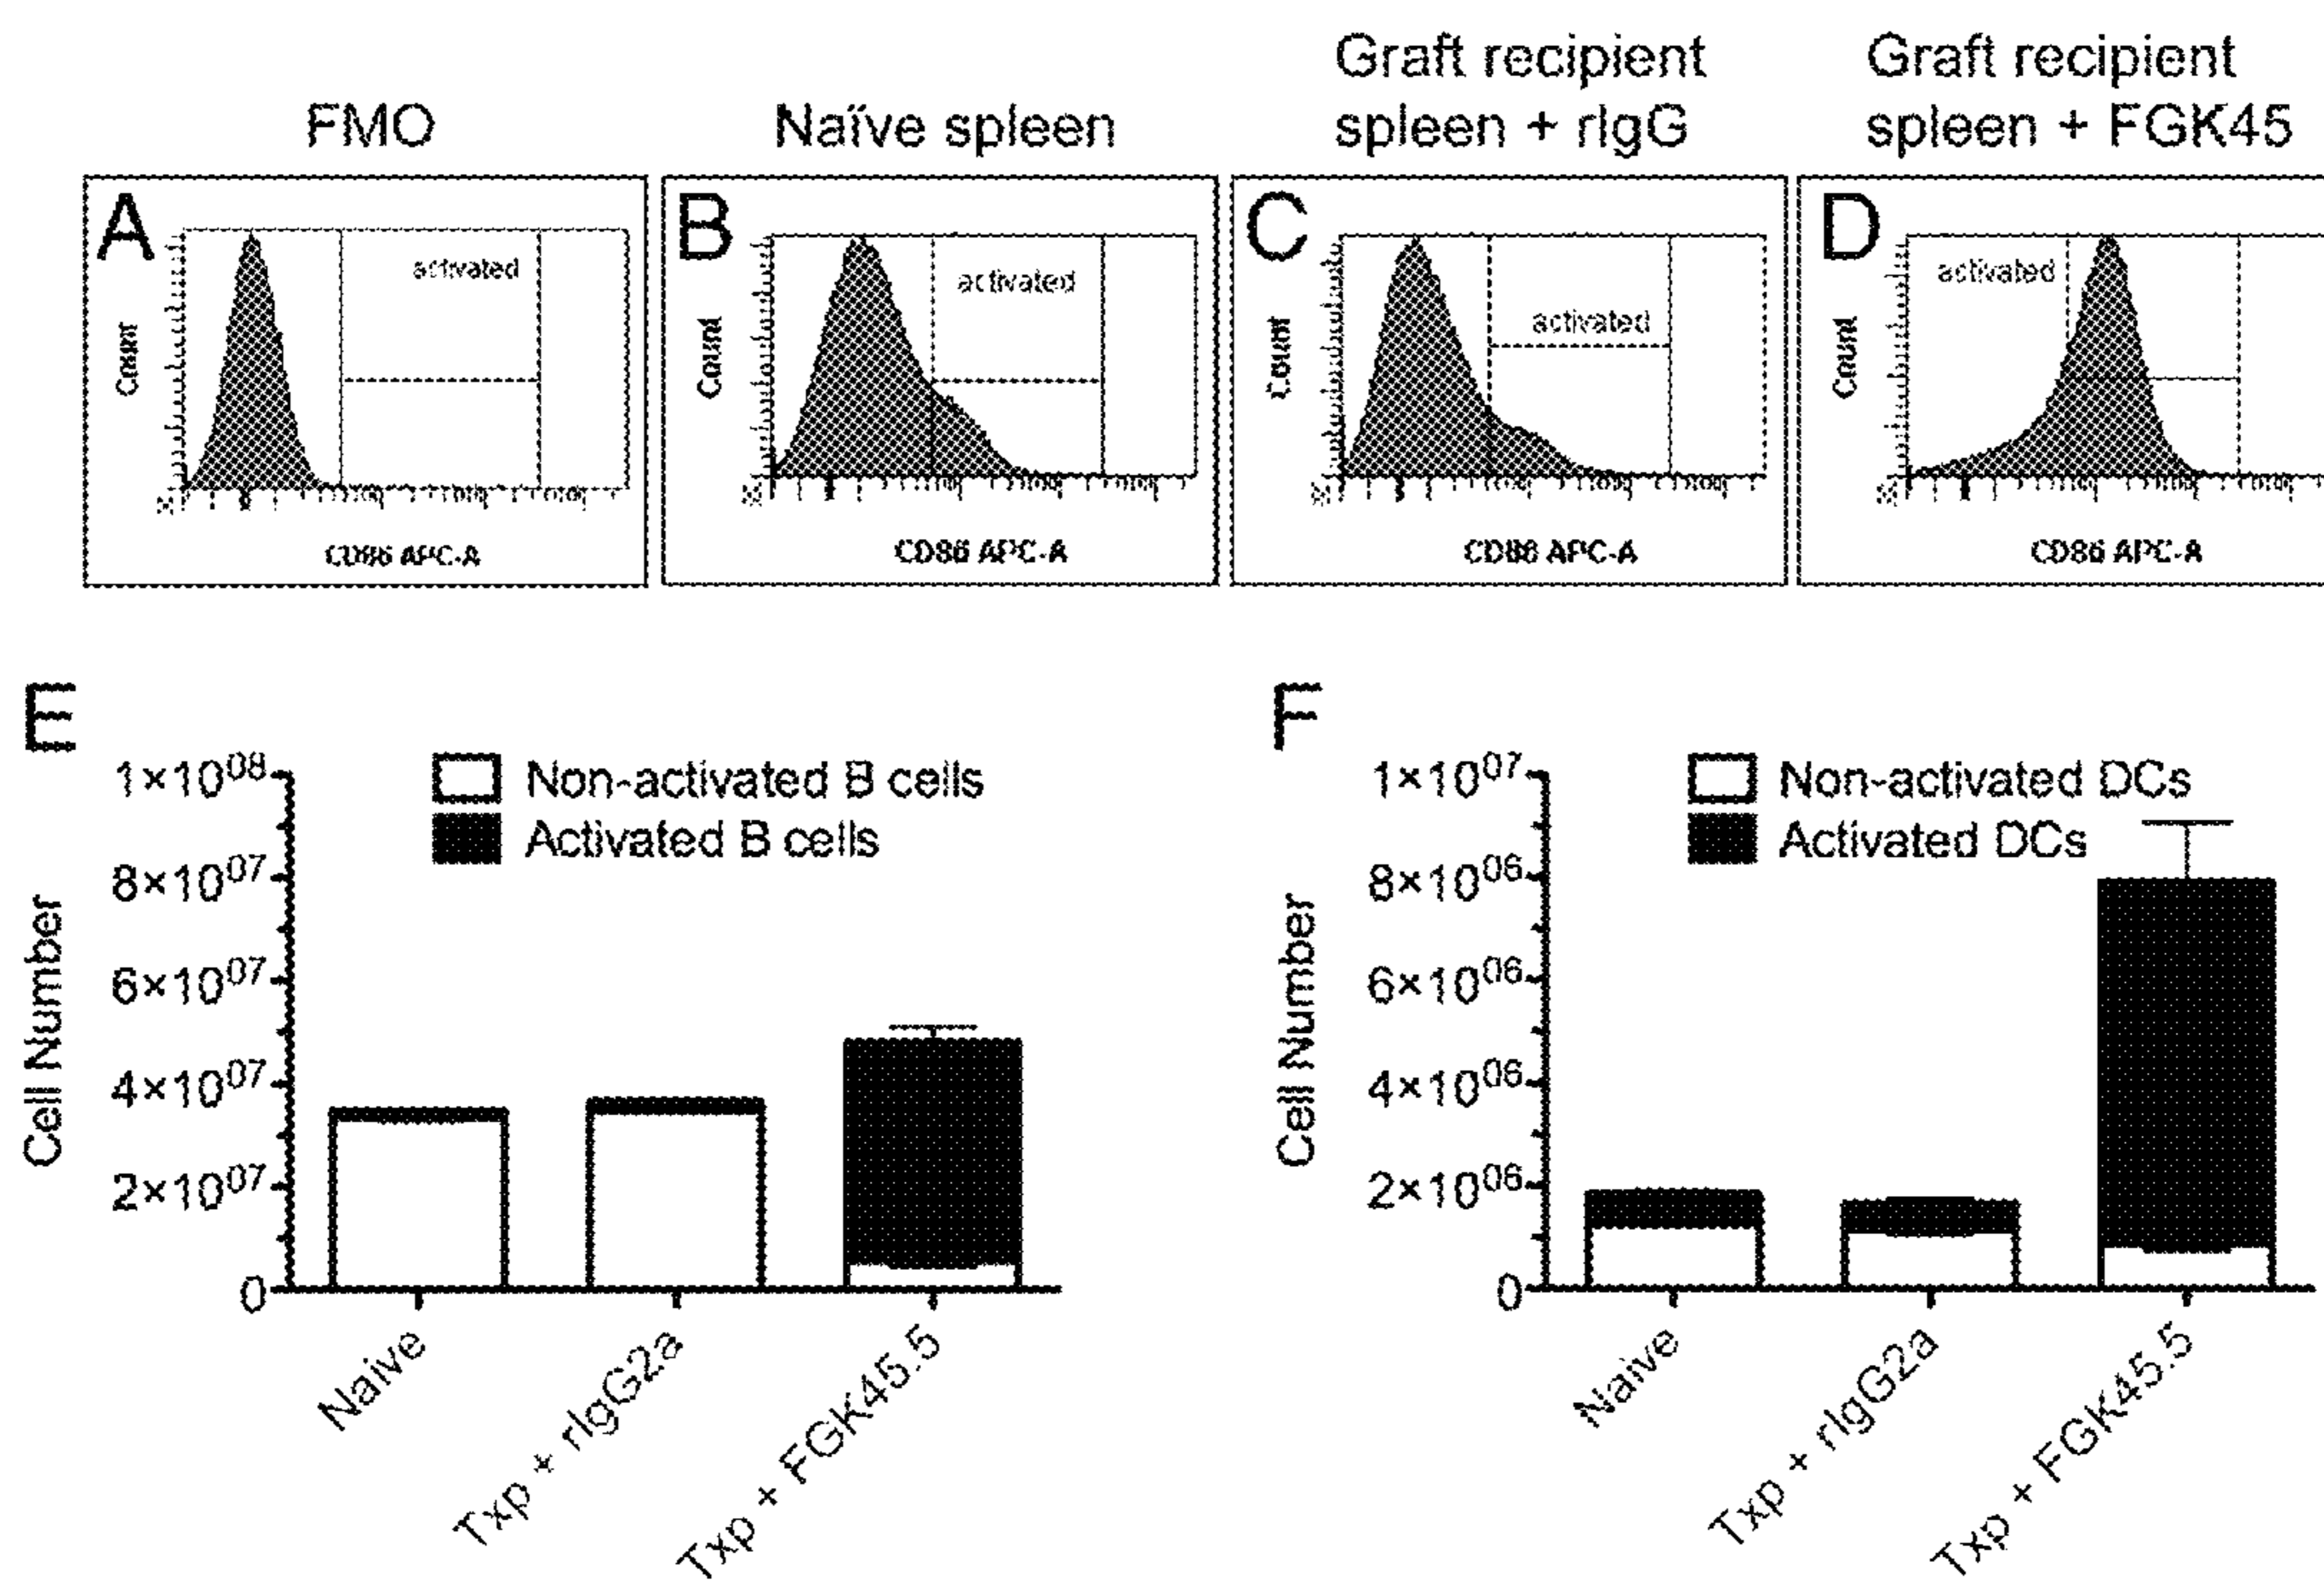 FMO
Naïve spleen
Graft recipient
spleen + rIgG
Graft recipient
spleen + FGK45
A
activated
Count
CD86 APC-A
B
activated
Count
CD86 APC-A
C
activated
Count
CD86 APC-A
D
activated
Count
CD86 APC-A
E
Non-activated B cells
Activated B cells
Cell Number
1×10⁰⁸
8×10⁰⁷
6×10⁰⁷
4×10⁰⁷
2×10⁰⁷
0
Naive
Txp + rIgG2a
Txp + FGK45.5
F
Non-activated DCs
Activated DCs
Cell Number
1×10⁰⁷
8×10⁰⁶
6×10⁰⁶
4×10⁰⁶
2×10⁰⁶
0
Naive
Txp + rIgG2a
Txp + FGK45.5